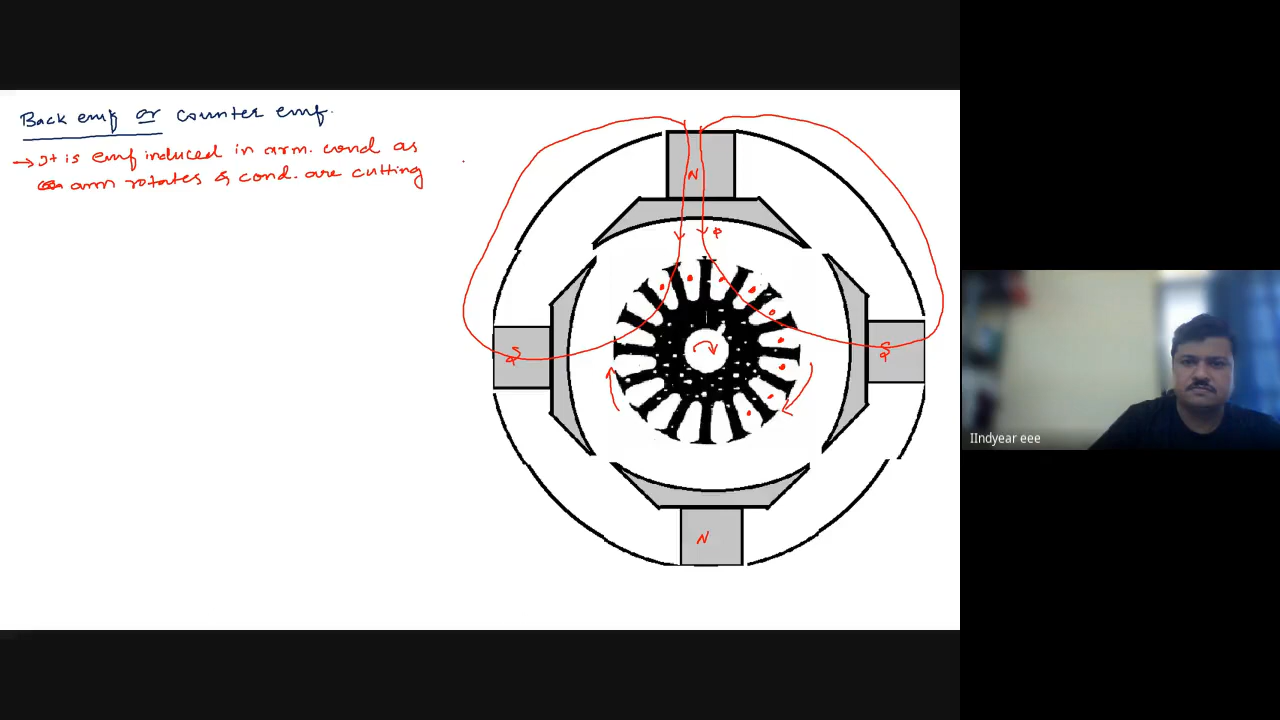 Back emf or counter emf.
→ It is emf induced in arm. cond as
arm rotates & cond. are cutting
N
φ
S
S
N
IIndyear eee